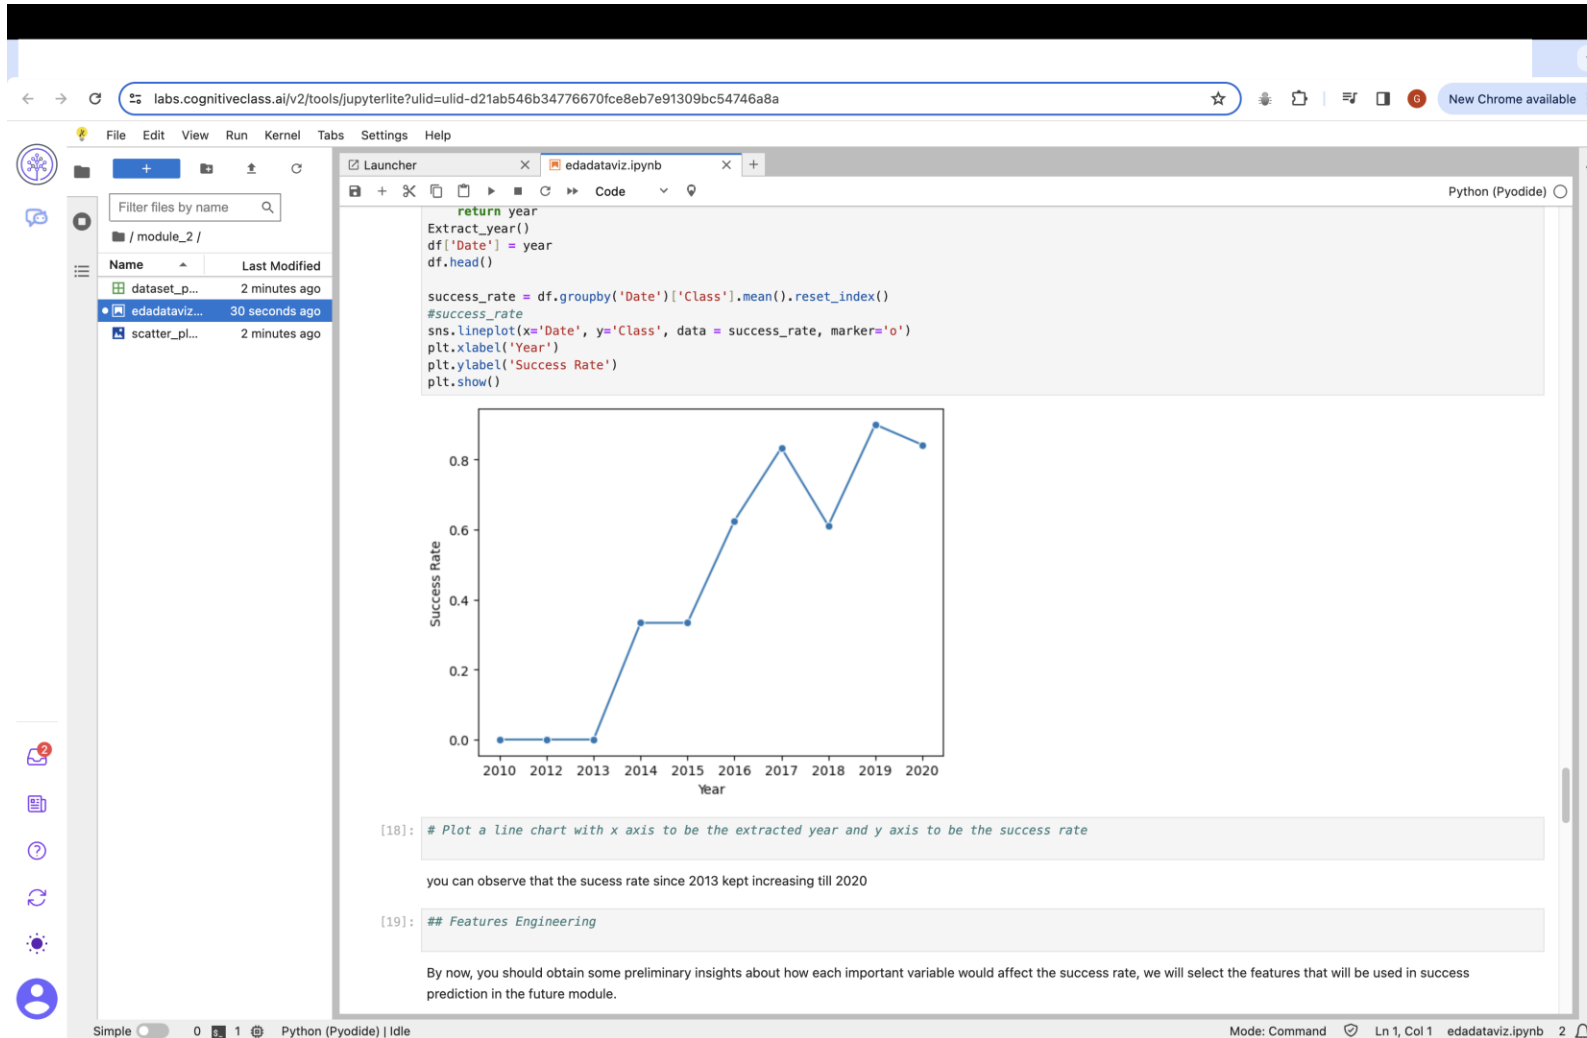 labs.cognitiveclass.ai/v2/tools/jupyterlite?ulid=ulid-d21ab546b34776670fce8eb7e91309bc54746a8a
G
New Chrome available
File Edit View Run Kernel Tabs Settings Help
+
Filter files by name
/ module_2 /
Name Last Modified
dataset_p... 2 minutes ago
edadataviz... 30 seconds ago
scatter_pl... 2 minutes ago
2
Launcher
edadataviz.ipynb
Code
Python (Pyodide)
return year
Extract_year()
df['Date'] = year
df.head()
success_rate = df.groupby('Date')['Class'].mean().reset_index()
#success_rate
sns.lineplot(x='Date', y='Class', data = success_rate, marker='o')
plt.xlabel('Year')
plt.ylabel('Success Rate')
plt.show()
Success Rate
0.8
0.6
0.4
0.2
0.0
2010 2012 2013 2014 2015 2016 2017 2018 2019 2020
Year
[18]: # Plot a line chart with x axis to be the extracted year and y axis to be the success rate
you can observe that the sucess rate since 2013 kept increasing till 2020
[19]: ## Features Engineering
By now, you should obtain some preliminary insights about how each important variable would affect the success rate, we will select the features that will be used in success
prediction in the future module.
Simple 0 1 Python (Pyodide) | Idle Mode: Command Ln 1, Col 1 edadataviz.ipynb 2